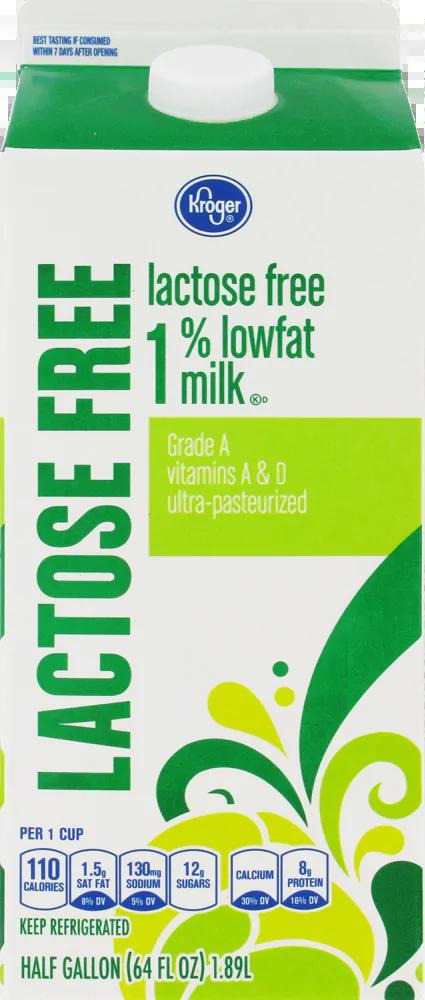 BEST TASTING IF CONSUMED
WITHIN 7 DAYS AFTER OPENING
Kroger®
LACTOSE FREE
lactose free
1% lowfat
milk ⓀD
Grade A
vitamins A & D
ultra-pasteurized
PER 1 CUP
110 CALORIES
1.5g SAT FAT 8% DV
130mg SODIUM 5% DV
12g SUGARS
CALCIUM 30% DV
8g PROTEIN 16% DV
KEEP REFRIGERATED
HALF GALLON (64 FL OZ) 1.89L